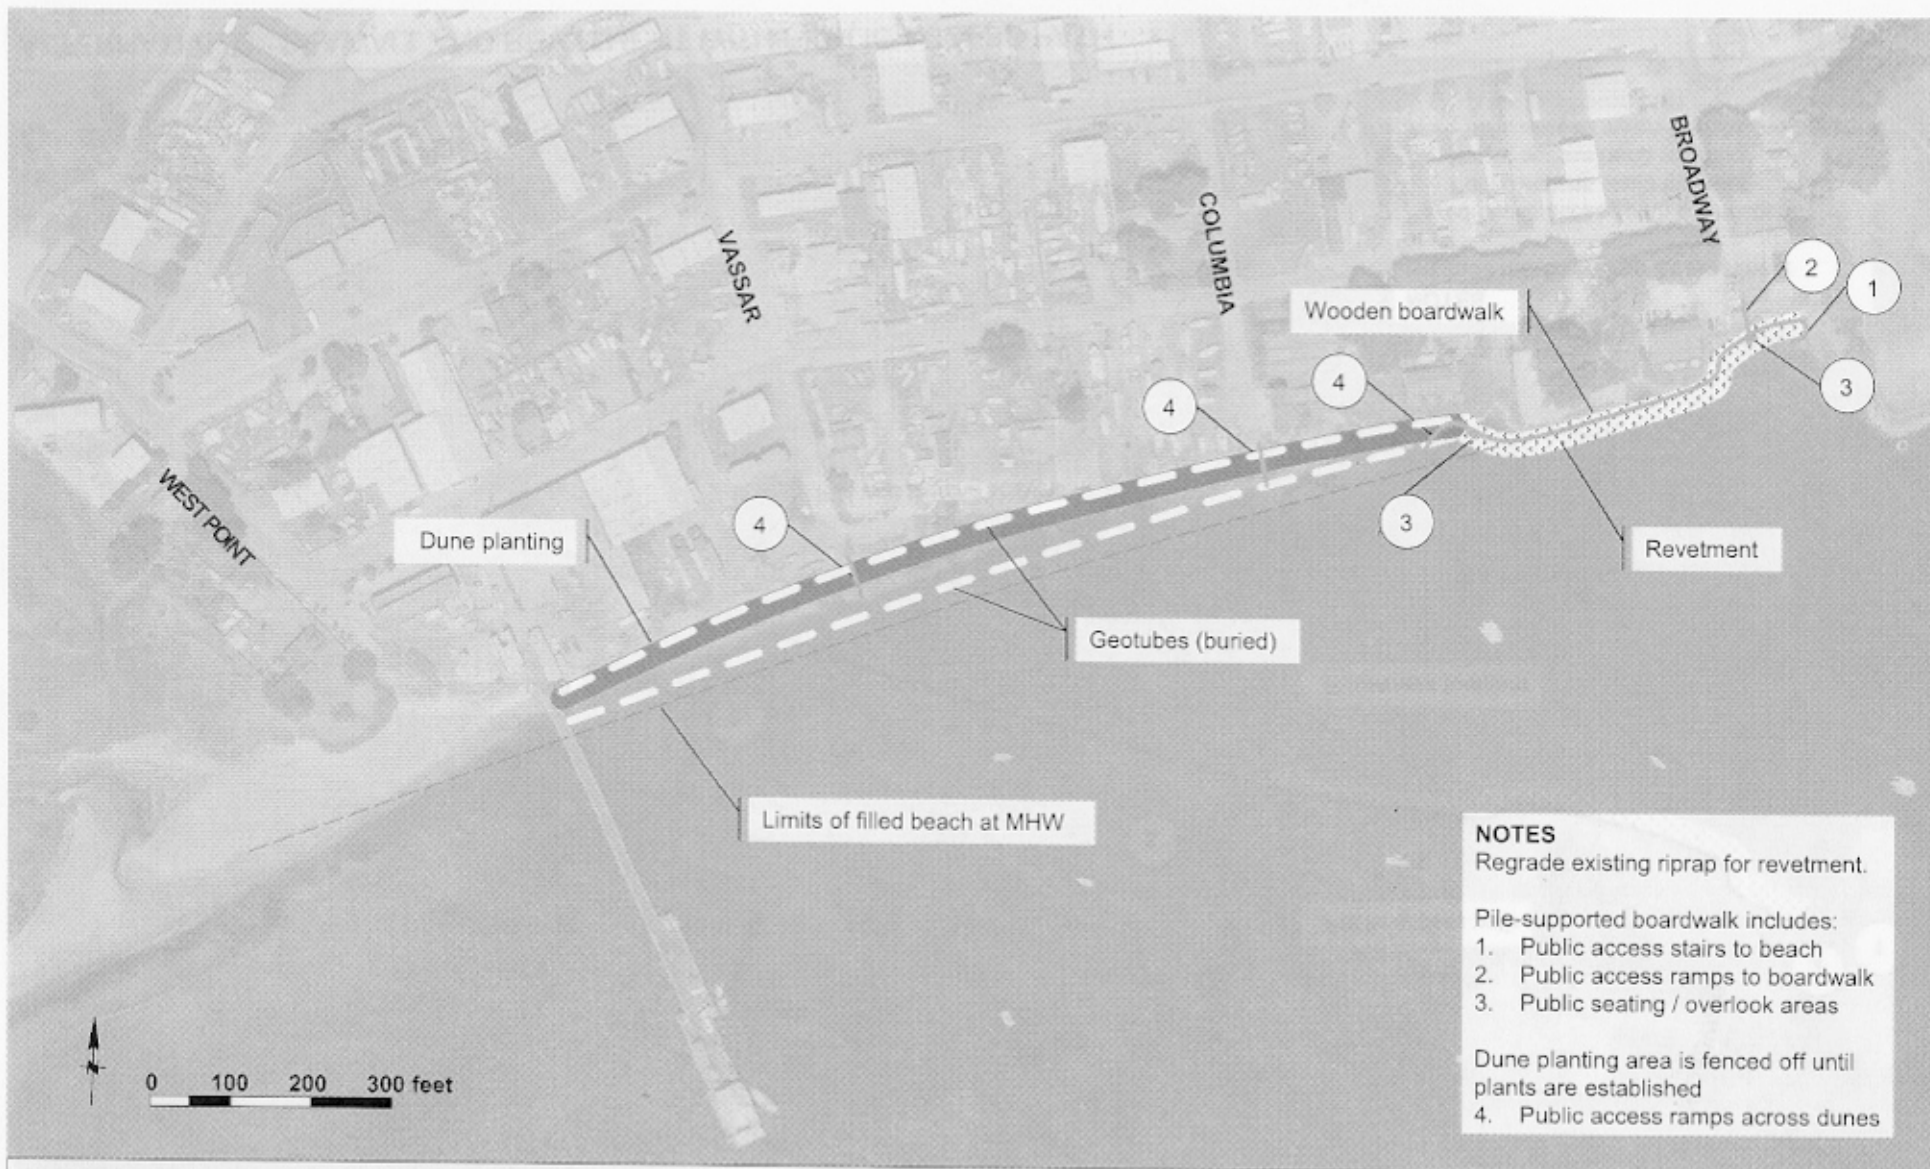 BROADWAY
COLUMBIA
VASSAR
WEST POINT
2
1
Wooden boardwalk
4
3
4
3
4
Dune planting
Revetment
Geotubes (buried)
Limits of filled beach at MHW
NOTES
Regrade existing riprap for revetment.
Pile-supported boardwalk includes:
1. Public access stairs to beach
2. Public access ramps to boardwalk
3. Public seating / overlook areas
Dune planting area is fenced off until
plants are established
4. Public access ramps across dunes
N
0 100 200 300 feet